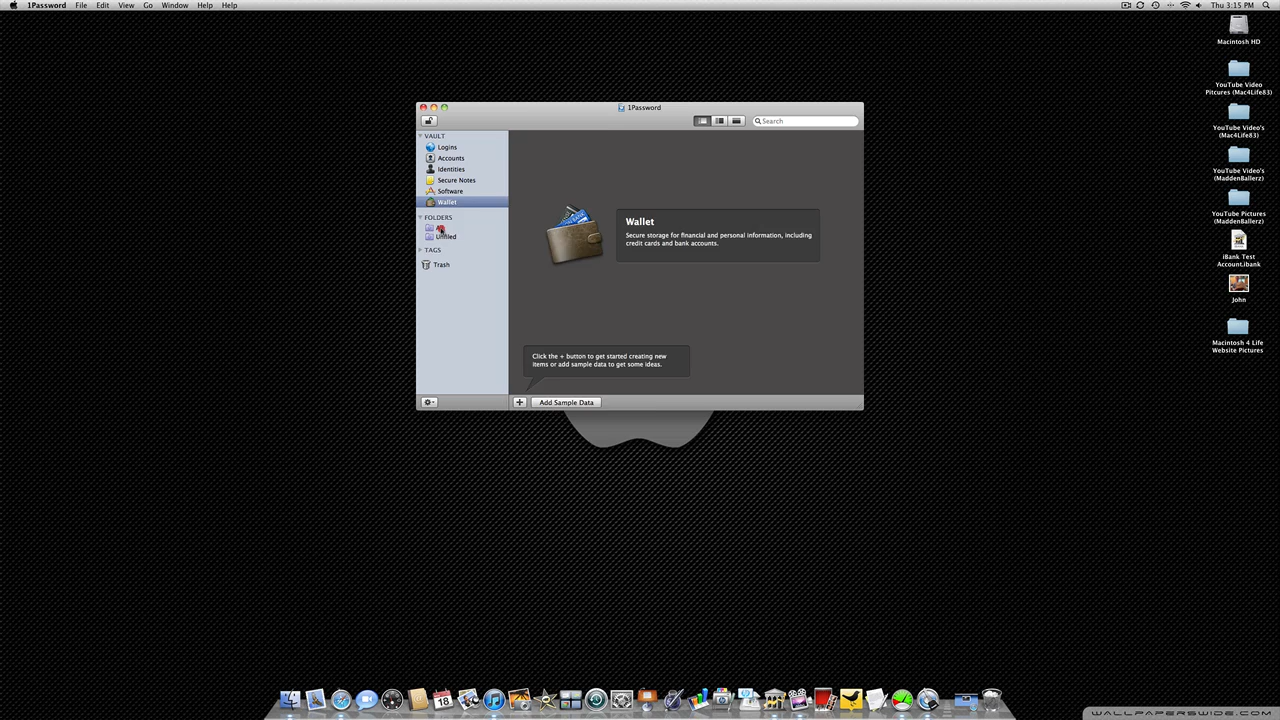 1Password File Edit View Go Window Help Help
Thu 3:15 PM
1Password
Search
VAULT
Logins
Accounts
Identities
Secure Notes
Software
Wallet
FOLDERS
Unfiled
TAGS
Trash
Wallet
Secure storage for financial and personal information, including
credit cards and bank accounts.
Click the + button to get started creating new
items or add sample data to get some ideas.
Add Sample Data
Macintosh HD
YouTube Video
Pitcures (Mac4Life83)
YouTube Video's
(Mac4Life83)
YouTube Video's
(MaddenBallerz)
YouTube Pictures
(MaddenBallerz)
iBank Test
Account.ibank
John
Macintosh 4 Life
Website Pictures
18
WALLPAPERSWIDE.COM